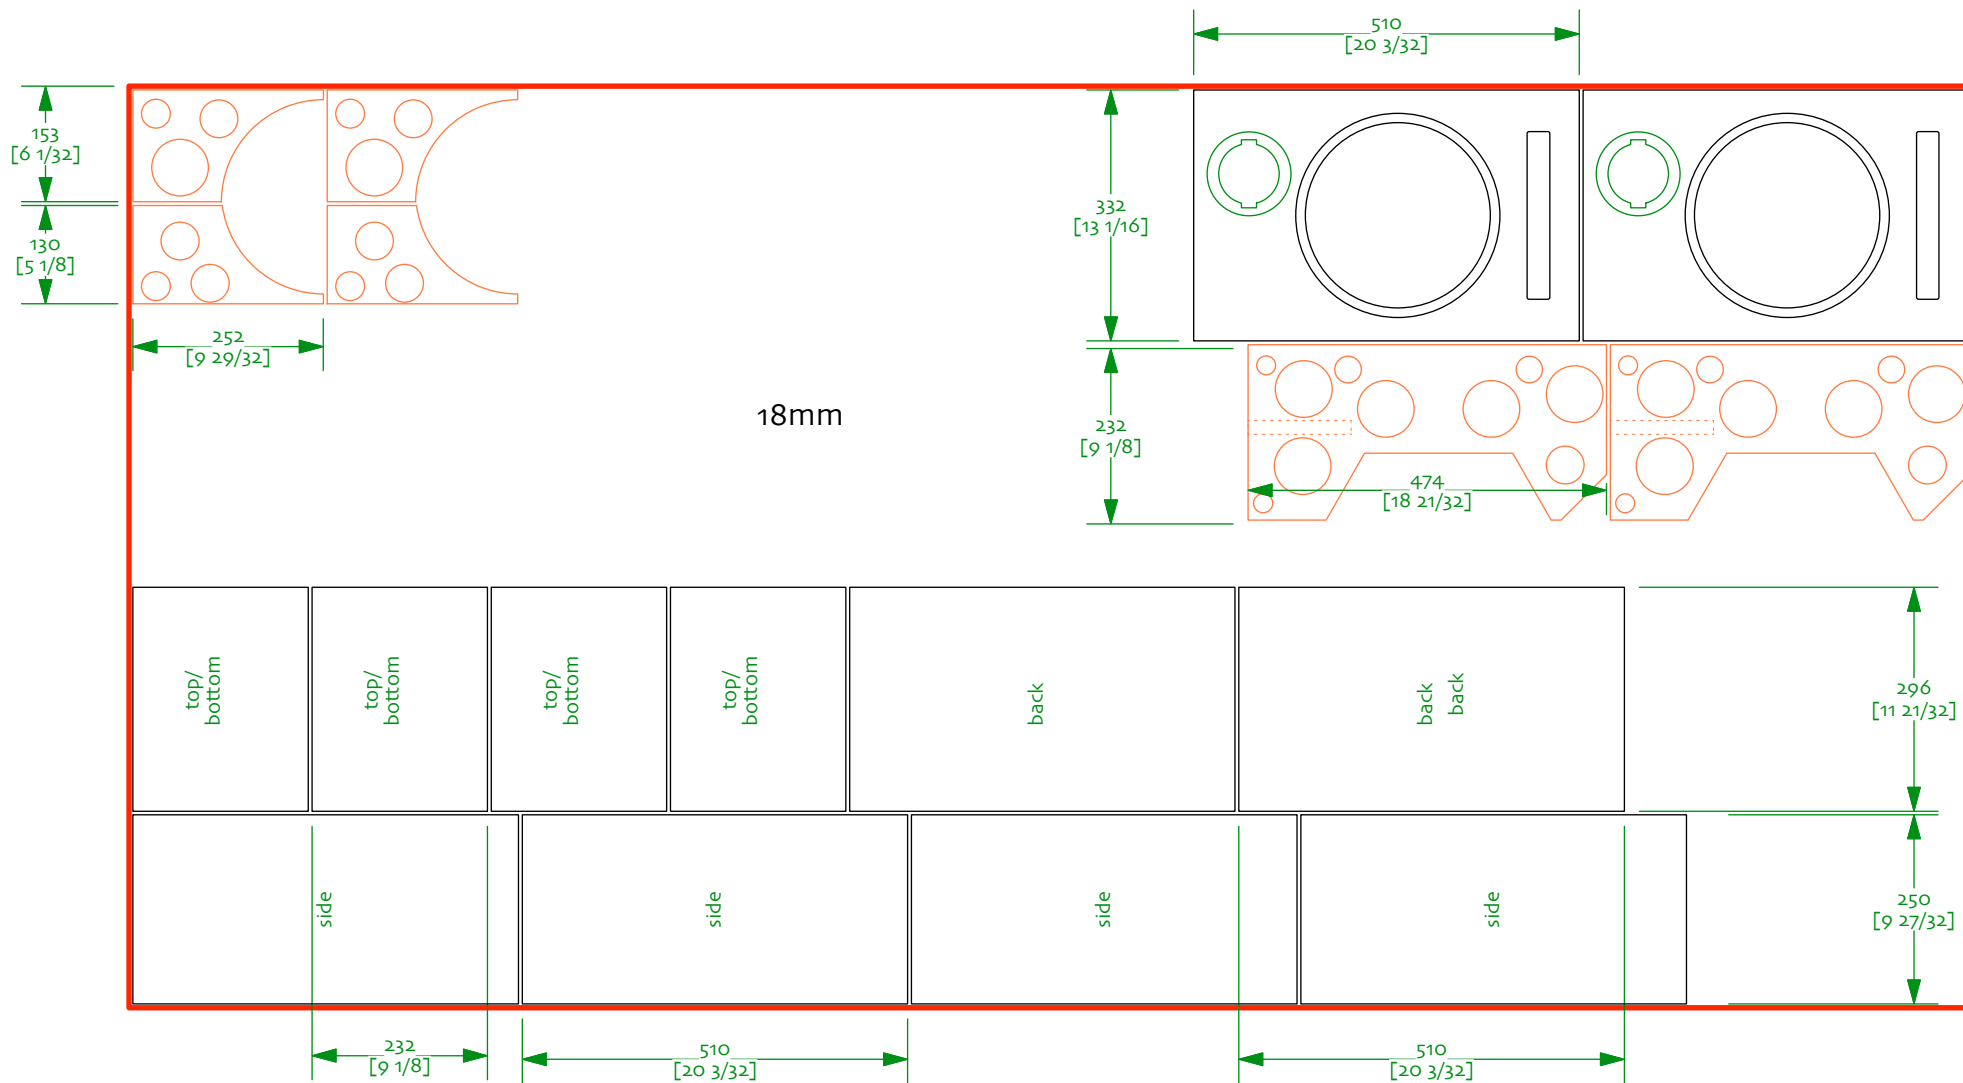 510
[20 3/32]
153
[6 1/32]
130
[5 1/8]
332
[13 1/16]
252
[9 29/32]
18mm
232
[9 1/8]
474
[18 21/32]
top/
bottom
top/
bottom
top/
bottom
top/
bottom
back
back
back
296
[11 21/32]
side
side
side
side
250
[9 27/32]
232
[9 1/8]
510
[20 3/32]
510
[20 3/32]